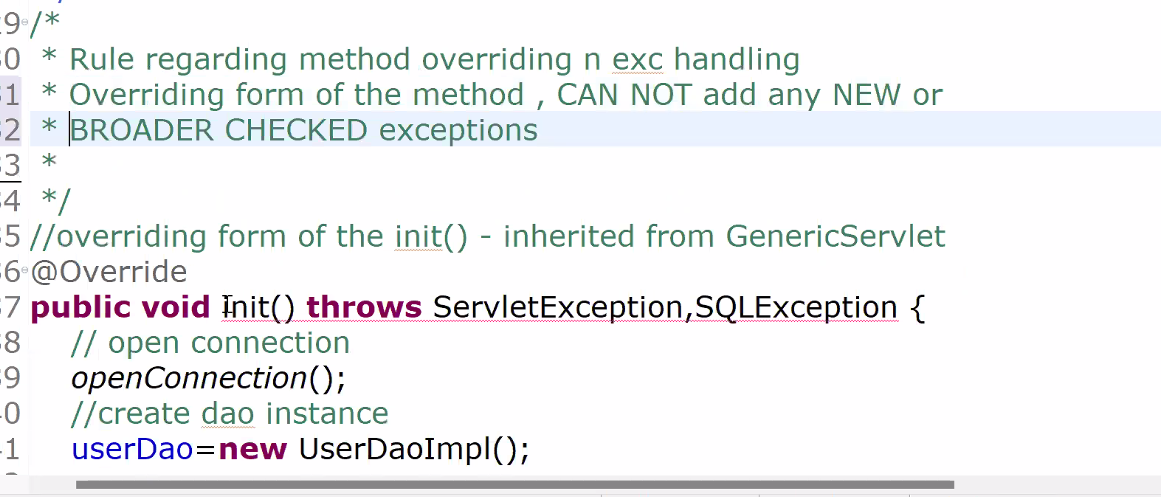 29 /*
30 * Rule regarding method overriding n exc handling
31 * Overriding form of the method , CAN NOT add any NEW or
32 * BROADER CHECKED exceptions
33 *
34 */
35 //overriding form of the init() - inherited from GenericServlet
36 @Override
37 public void init() throws ServletException,SQLException {
38 // open connection
39 openConnection();
40 //create dao instance
41 userDao=new UserDaoImpl();